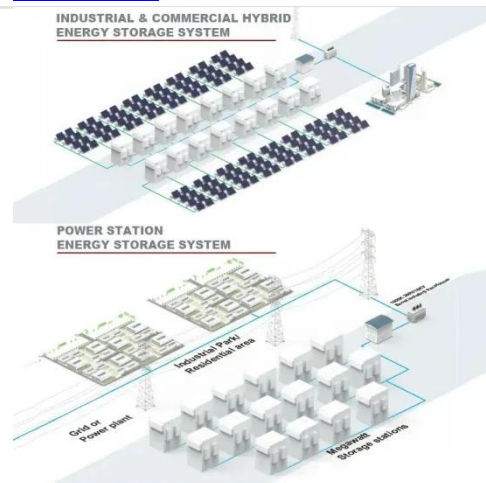 INDUSTRIAL & COMMERCIAL HYBRID
ENERGY STORAGE SYSTEM
POWER STATION
ENERGY STORAGE SYSTEM
Industrial Park/
Residential area
Grid or
Power plant
Megawatt
Storage stations